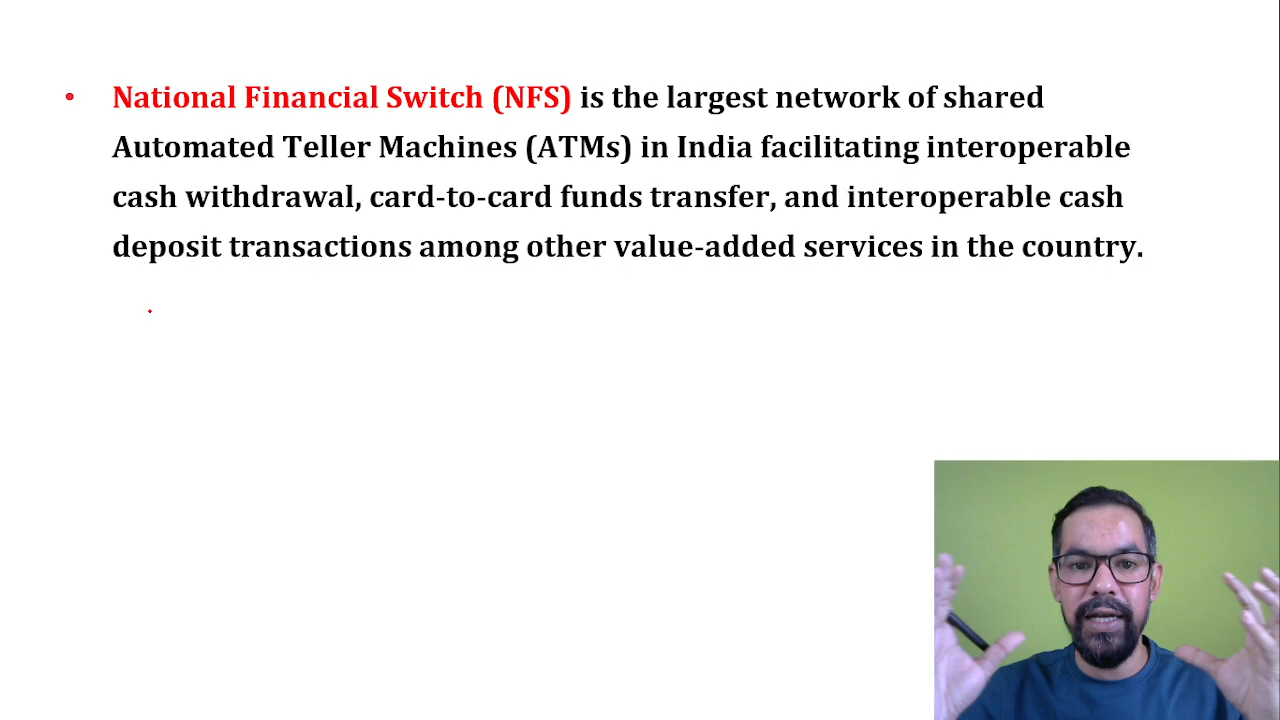 • National Financial Switch (NFS) is the largest network of shared
Automated Teller Machines (ATMs) in India facilitating interoperable
cash withdrawal, card-to-card funds transfer, and interoperable cash
deposit transactions among other value-added services in the country.